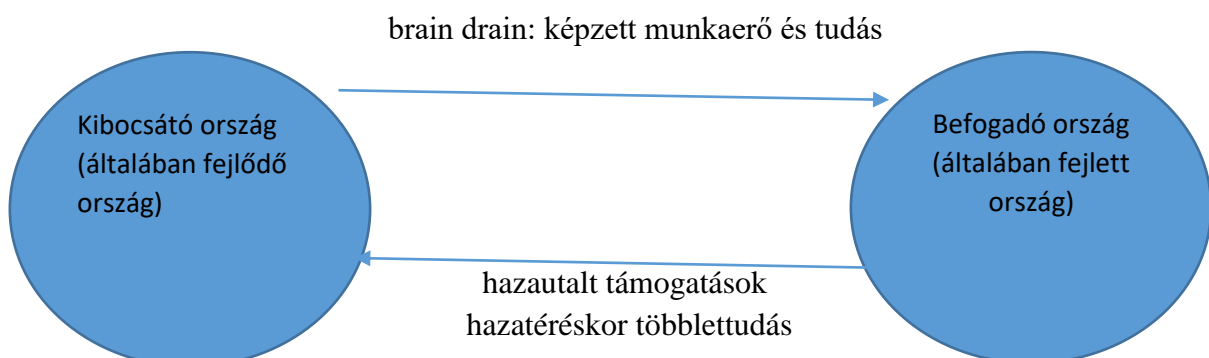 brain drain: képzett munkaerő és tudás
Kibocsátó ország
(általában fejlődő
ország)
Befogadó ország
(általában fejlett
ország)
hazautalt támogatások
hazatéréskor többlettudás